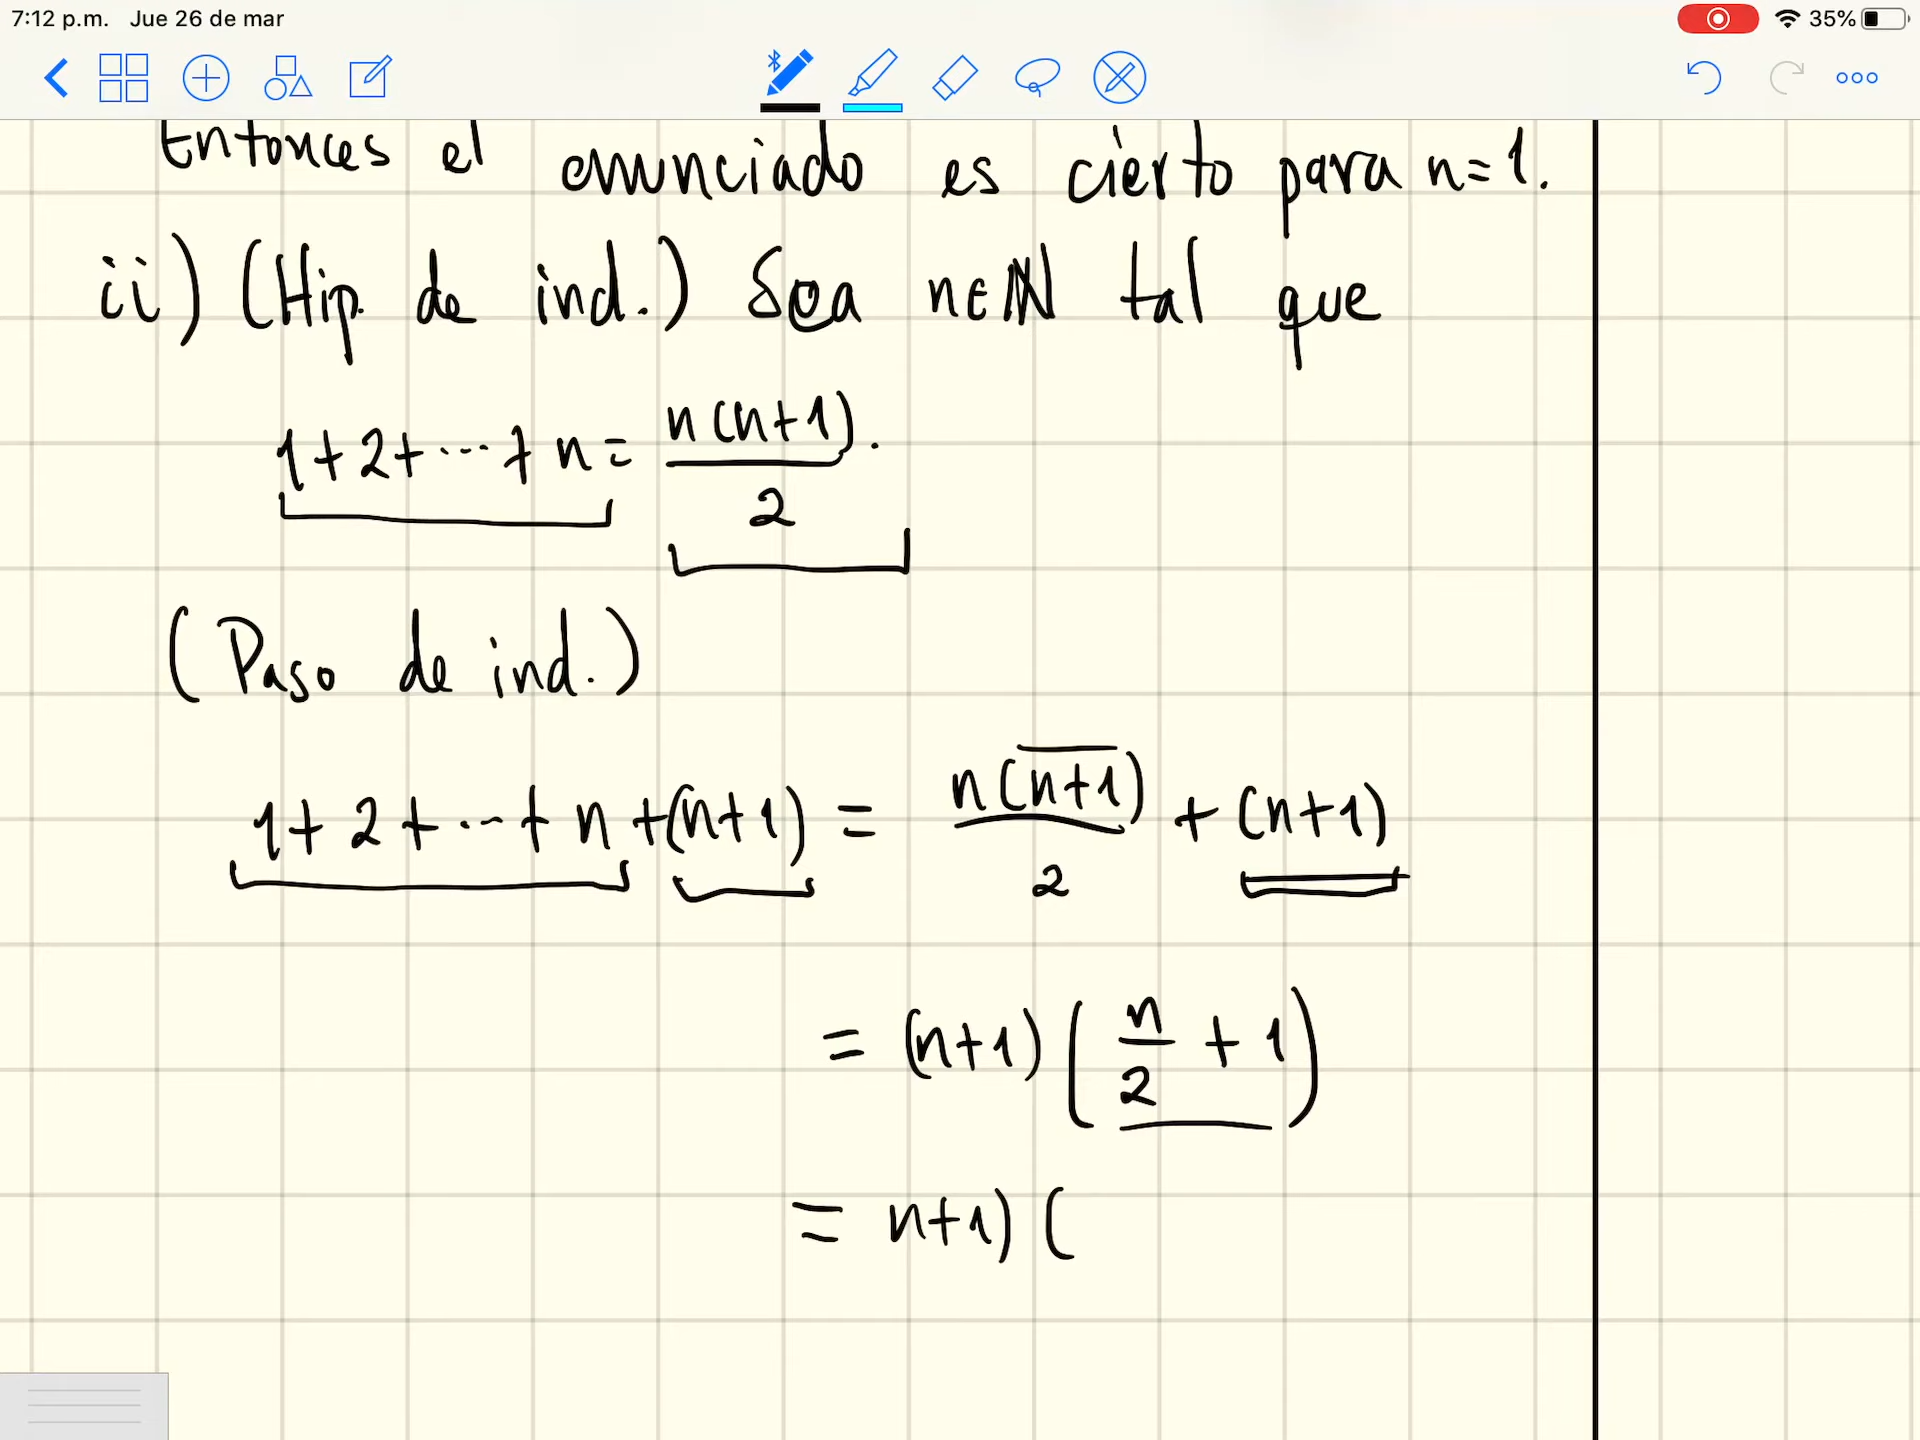 7:12 p.m. Jue 26 de mar 35%
Entonces el enunciado es cierto para n=1.
ii) (Hip. de ind.) Sea n∈ℕ tal que
1+2+···+n= n(n+1)/2.
(Paso de ind.)
1+2+···+n+(n+1) = n(n+1)/2 + (n+1)
= (n+1)(n/2 + 1)
= n+1) (